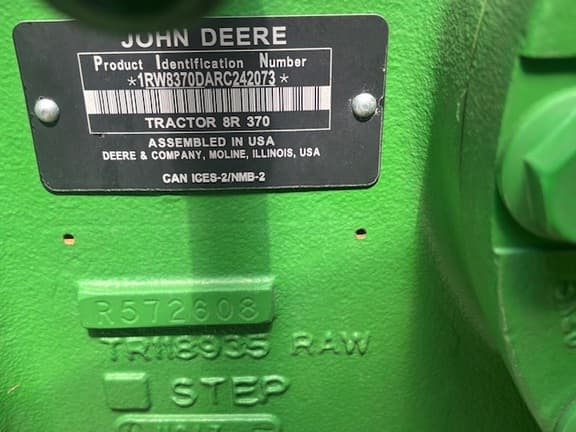 JOHN DEERE
Product Identification Number
*1RW8370DARC242073*
TRACTOR 8R 370
ASSEMBLED IN USA
DEERE & COMPANY, MOLINE, ILLINOIS, USA
CAN ICES-2/NMB-2
R572608
TR118935 RAW
STEP